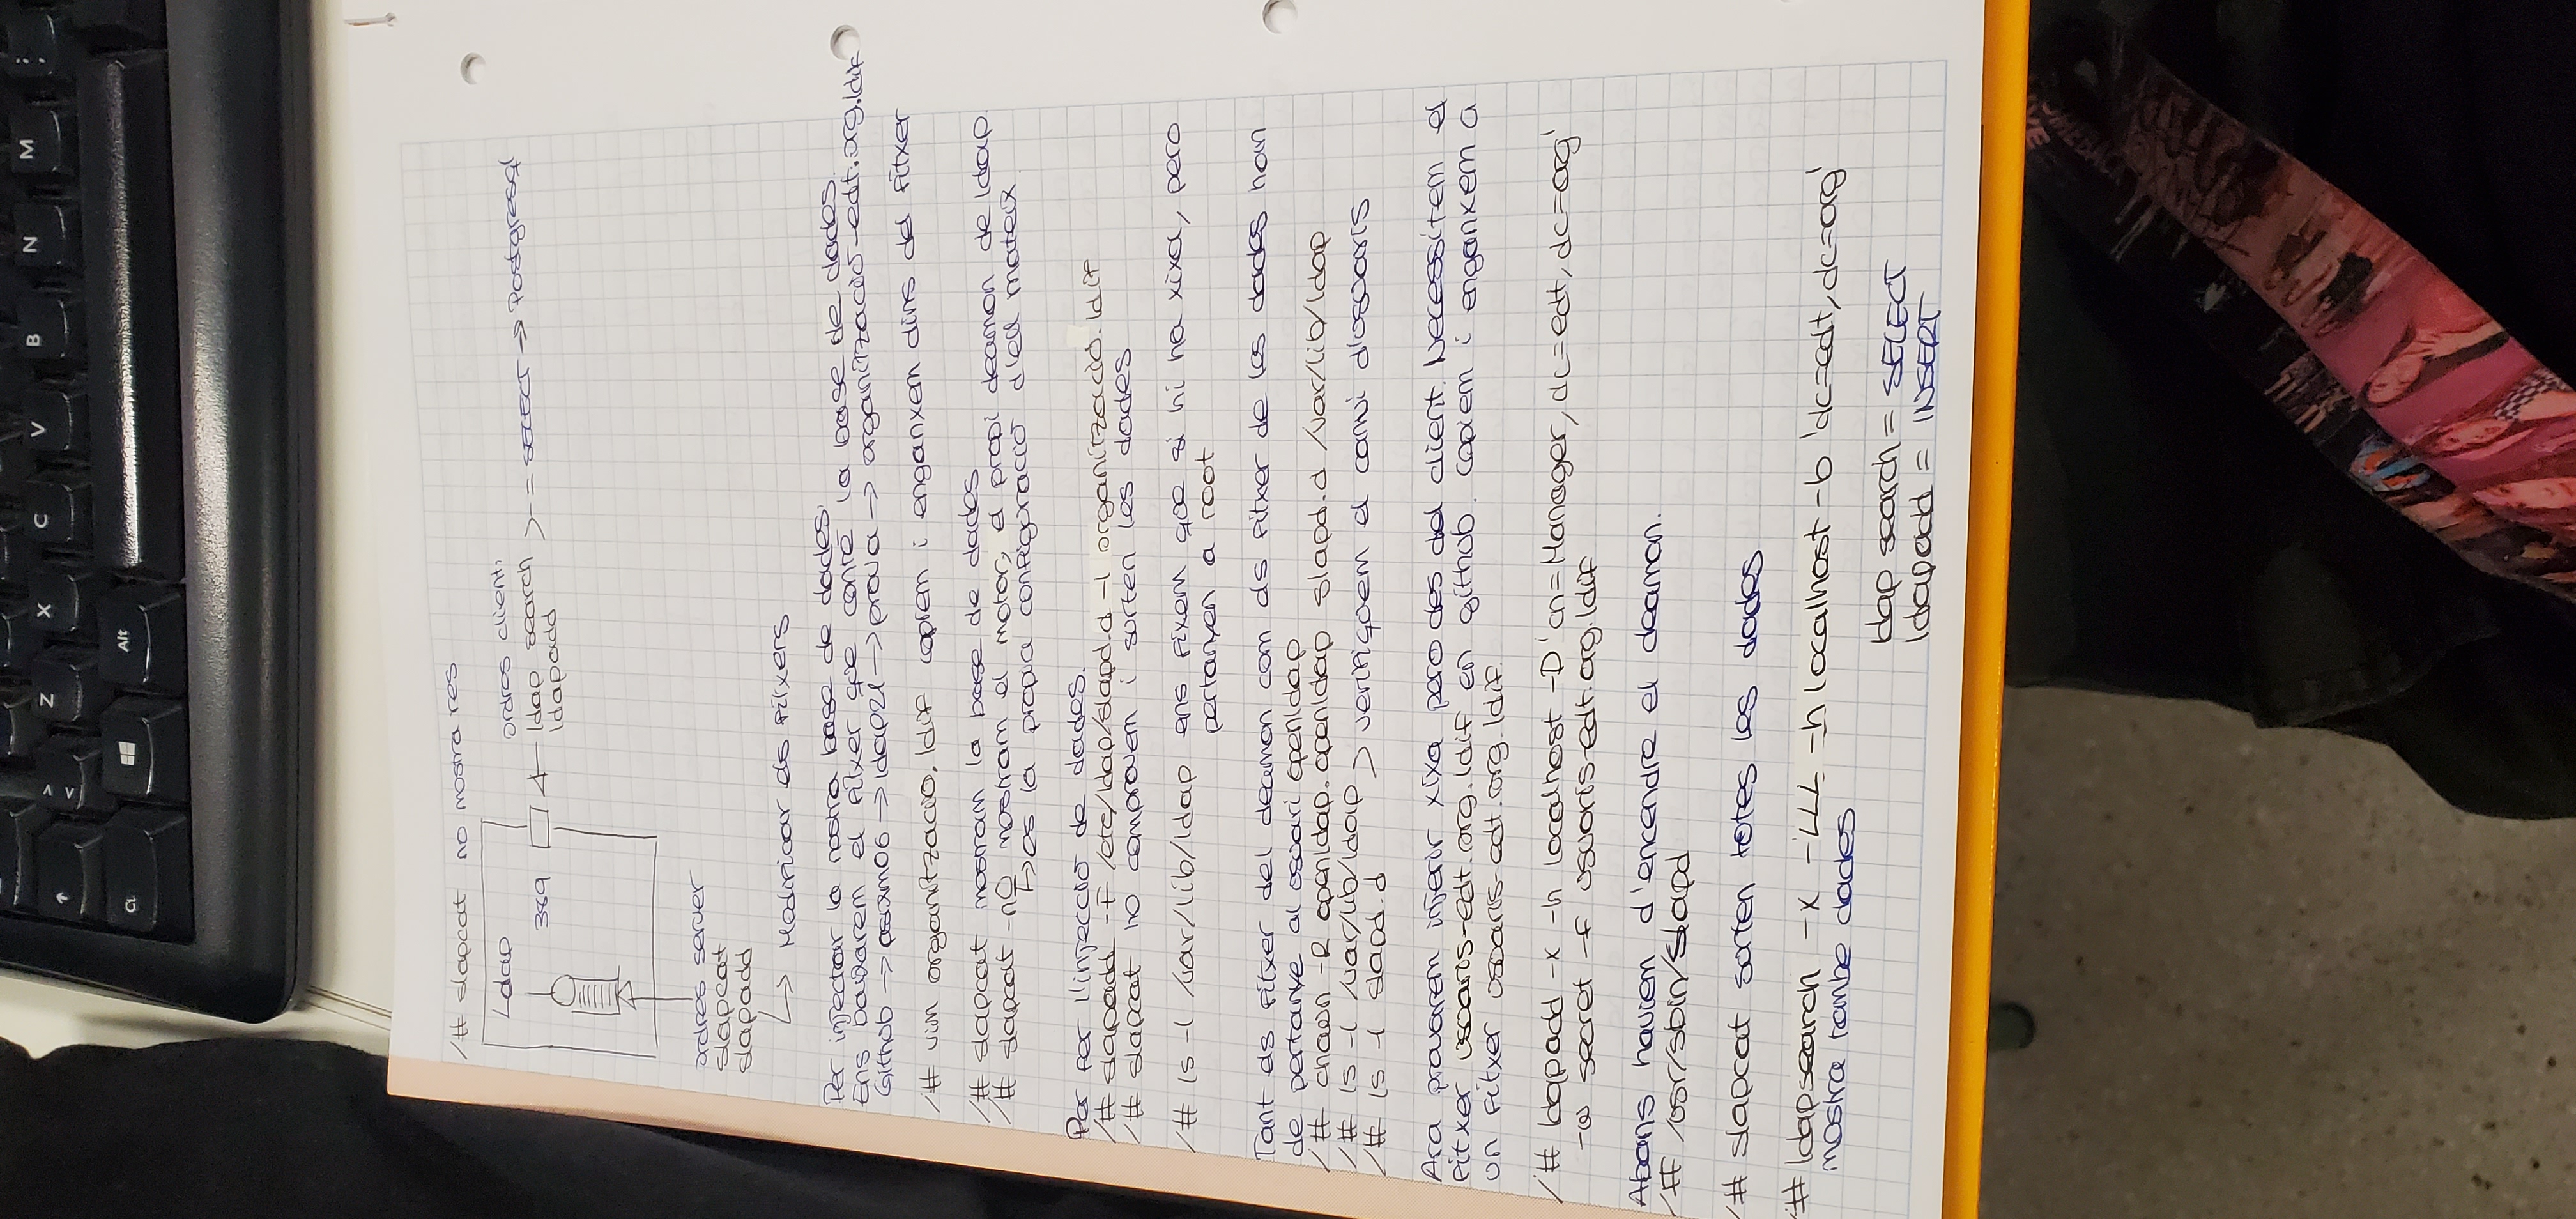 Z
X
C
V
B
N
M
;
:
>
<
Alt
/# slapcat no mostra res
Ldap
389
ordres client:
ldap search
ldapadd
= SELECT → Postgresql
ordres server
slapcat
slapadd
↳ Modificar els fitxers
Per injectar la nostra base de dades.
Ens baixarem el fitxer que conté la base de dades.
Github → → ldap21 → prova → organitzacio-edt.org.ldif
/# vim organitzacio.ldif copiem i enganxem dins del fitxer
/# slapcat mostram la base de dades
/# slapcat -n0 mostram el motor, el propi deamon de ldap.
↳ es la propia configuracció d'ell mateix
Per fer l'injecció de dades.
/# slapadd -F /etc/ldap/slapd.d -l organització.ldif
/# slapcat ho comprovem i sorten les dades
/# ls -l /var/lib/ldap ens fixem que si hi ha xixa, pero
pertanyen a root
Tant els fitxer del deamon com els fitxer de les dades han
de pertanye al usuari openldap
/# chown -R openldap.openldap slapd.d /var/lib/ldap
/# ls -l /var/lib/ldap
/# ls -l slapd.d
> verifiquem el canvi d'usuaris
Ara provarem inferir xixa pero des del client. Necessitem el
fitxer usuaris-edt.org.ldif en github. copiem i enganxem a
un fitxer usuaris-edt.org.ldif.
/# ldapadd -x -h localhost -D 'cn=Manager,dc=edt,dc=org'
-w secret -f usuaris-edt.org.ldif
Abans haviem d'encendre el deamon.
/# /usr/sbin/slapd
/# slapcat sorten totes les dades
/# ldapsearch -x -LLL -h localhost -b 'dc=edt,dc=org'
mostra tambe dades
ldap search = SELECT
ldapadd = INSERT